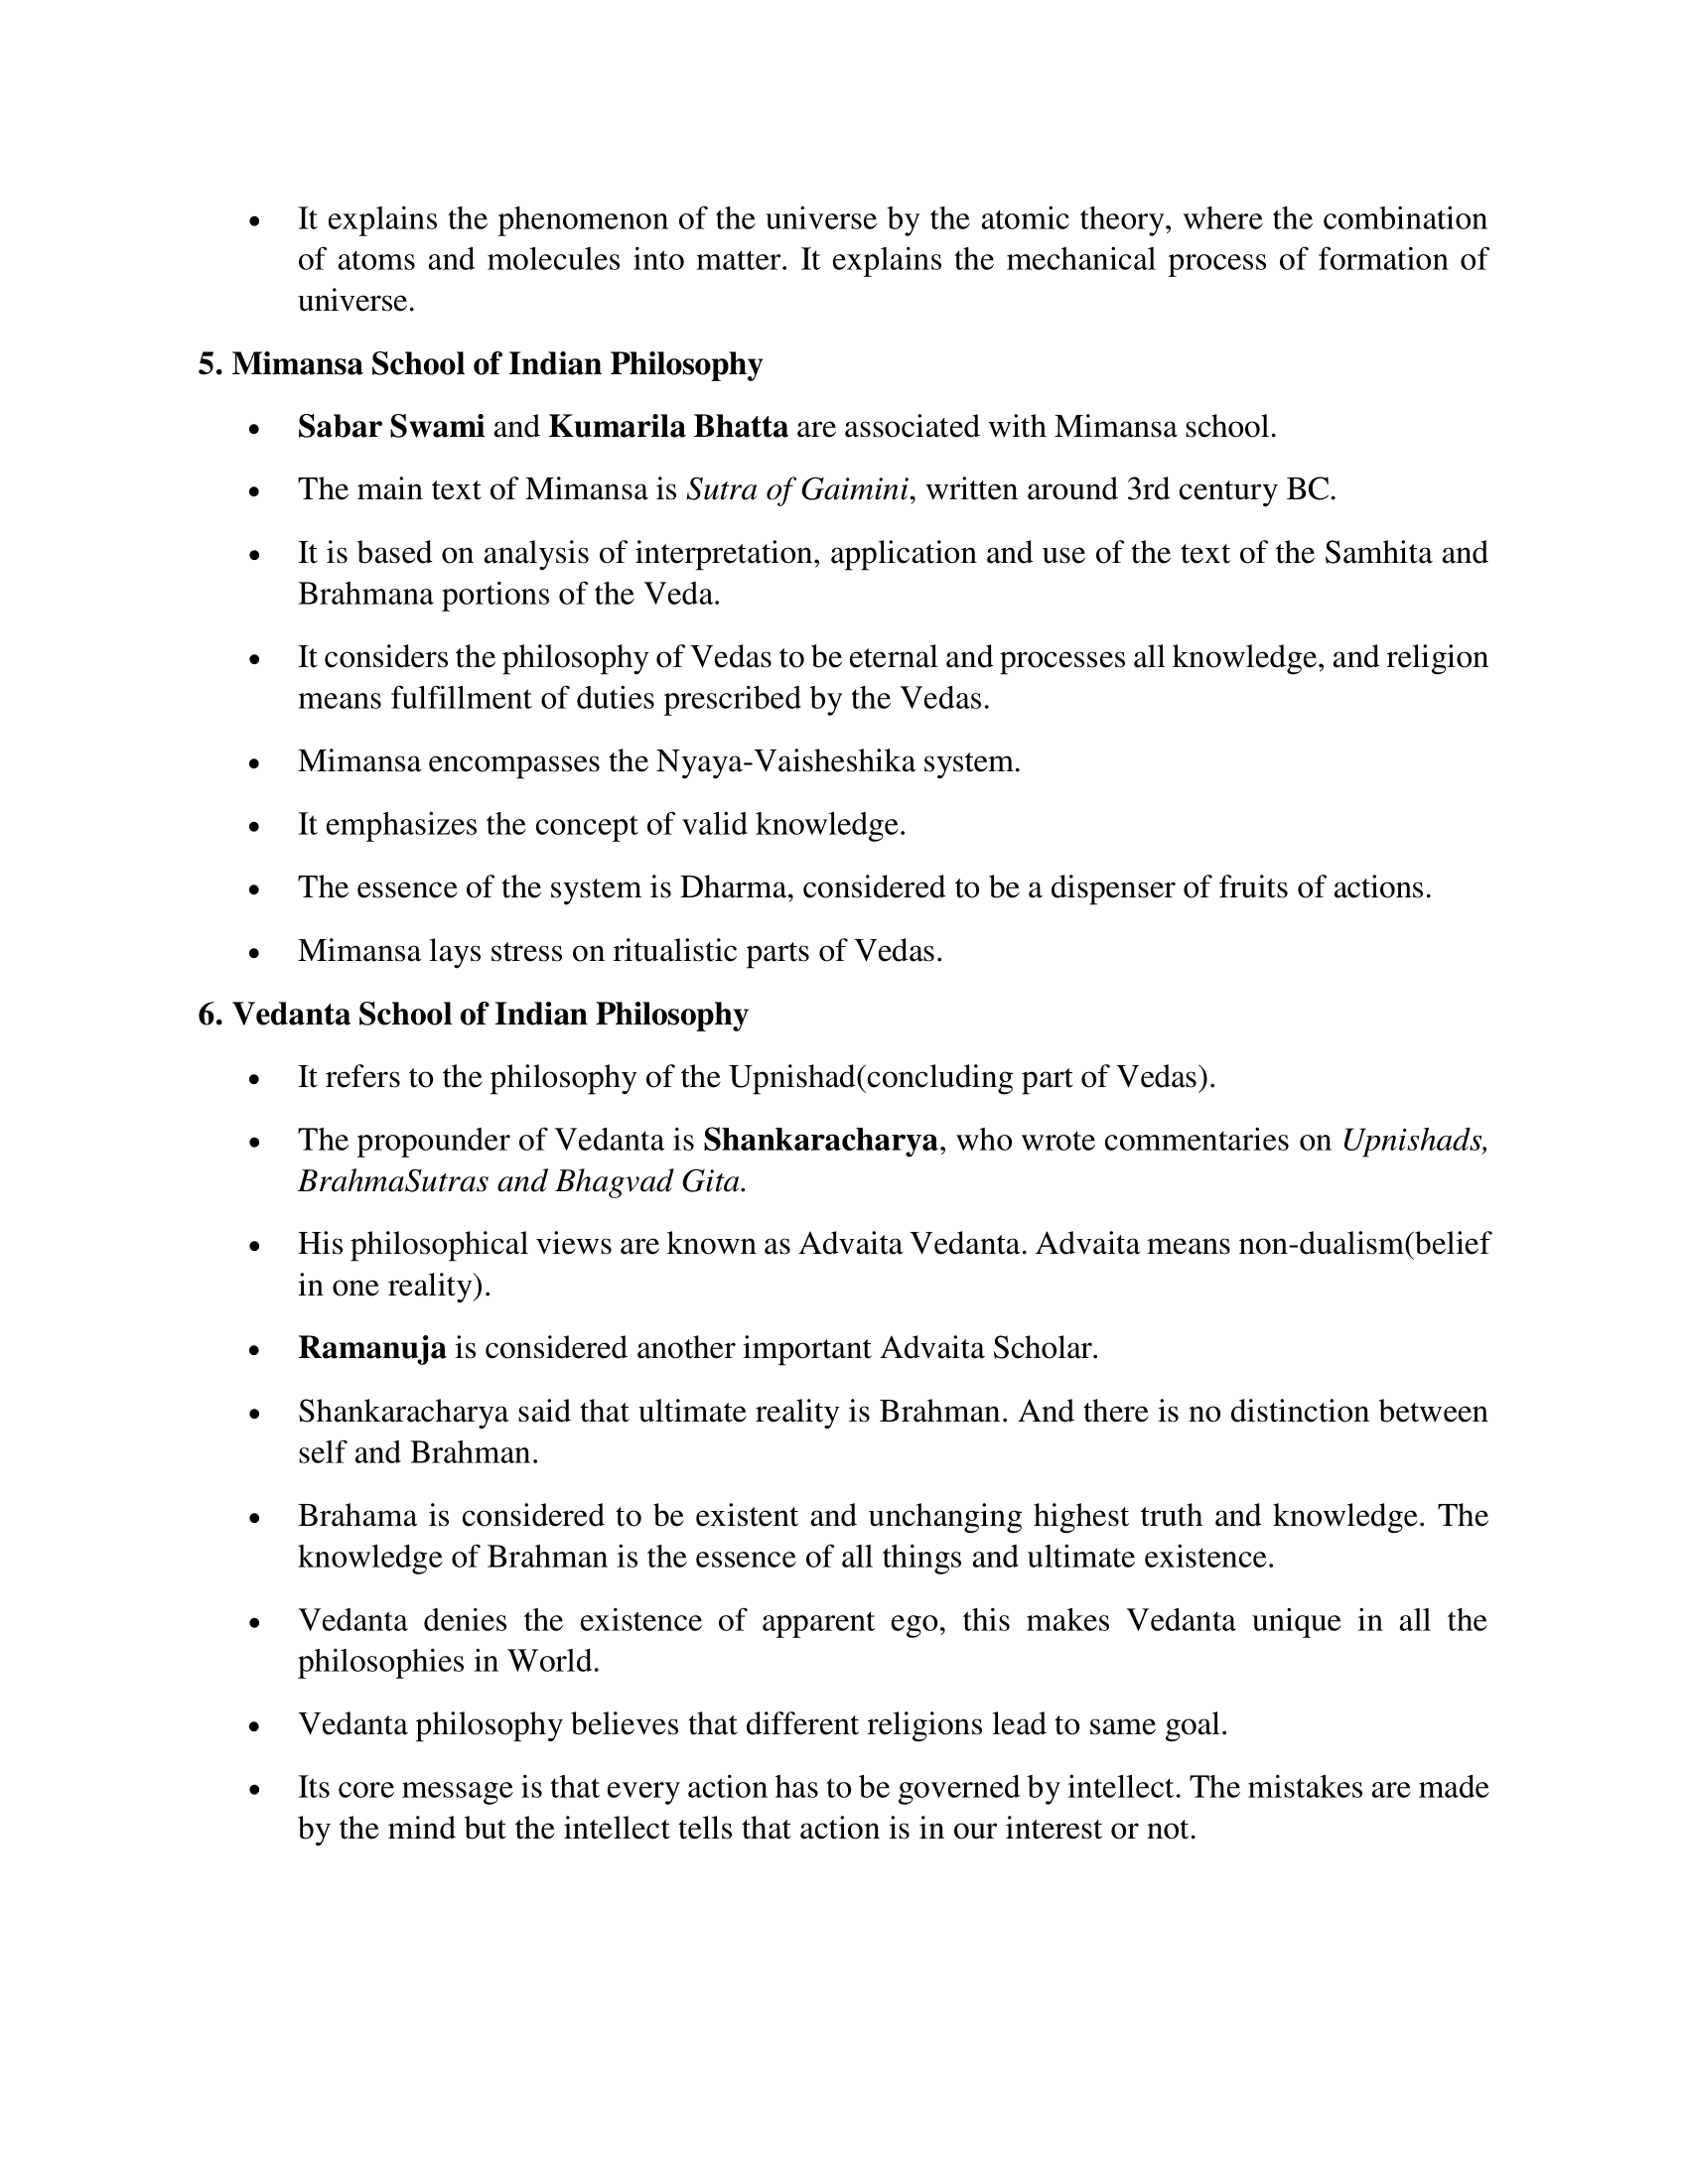 • It explains the phenomenon of the universe by the atomic theory, where the combination
of atoms and molecules into matter. It explains the mechanical process of formation of
universe.
5. Mimansa School of Indian Philosophy
• Sabar Swami and Kumarila Bhatta are associated with Mimansa school.
• The main text of Mimansa is Sutra of Gaimini, written around 3rd century BC.
• It is based on analysis of interpretation, application and use of the text of the Samhita and
Brahmana portions of the Veda.
• It considers the philosophy of Vedas to be eternal and processes all knowledge, and religion
means fulfillment of duties prescribed by the Vedas.
• Mimansa encompasses the Nyaya-Vaisheshika system.
• It emphasizes the concept of valid knowledge.
• The essence of the system is Dharma, considered to be a dispenser of fruits of actions.
• Mimansa lays stress on ritualistic parts of Vedas.
6. Vedanta School of Indian Philosophy
• It refers to the philosophy of the Upnishad(concluding part of Vedas).
• The propounder of Vedanta is Shankaracharya, who wrote commentaries on Upnishads,
BrahmaSutras and Bhagvad Gita.
• His philosophical views are known as Advaita Vedanta. Advaita means non-dualism(belief
in one reality).
• Ramanuja is considered another important Advaita Scholar.
• Shankaracharya said that ultimate reality is Brahman. And there is no distinction between
self and Brahman.
• Brahama is considered to be existent and unchanging highest truth and knowledge. The
knowledge of Brahman is the essence of all things and ultimate existence.
• Vedanta denies the existence of apparent ego, this makes Vedanta unique in all the
philosophies in World.
• Vedanta philosophy believes that different religions lead to same goal.
• Its core message is that every action has to be governed by intellect. The mistakes are made
by the mind but the intellect tells that action is in our interest or not.